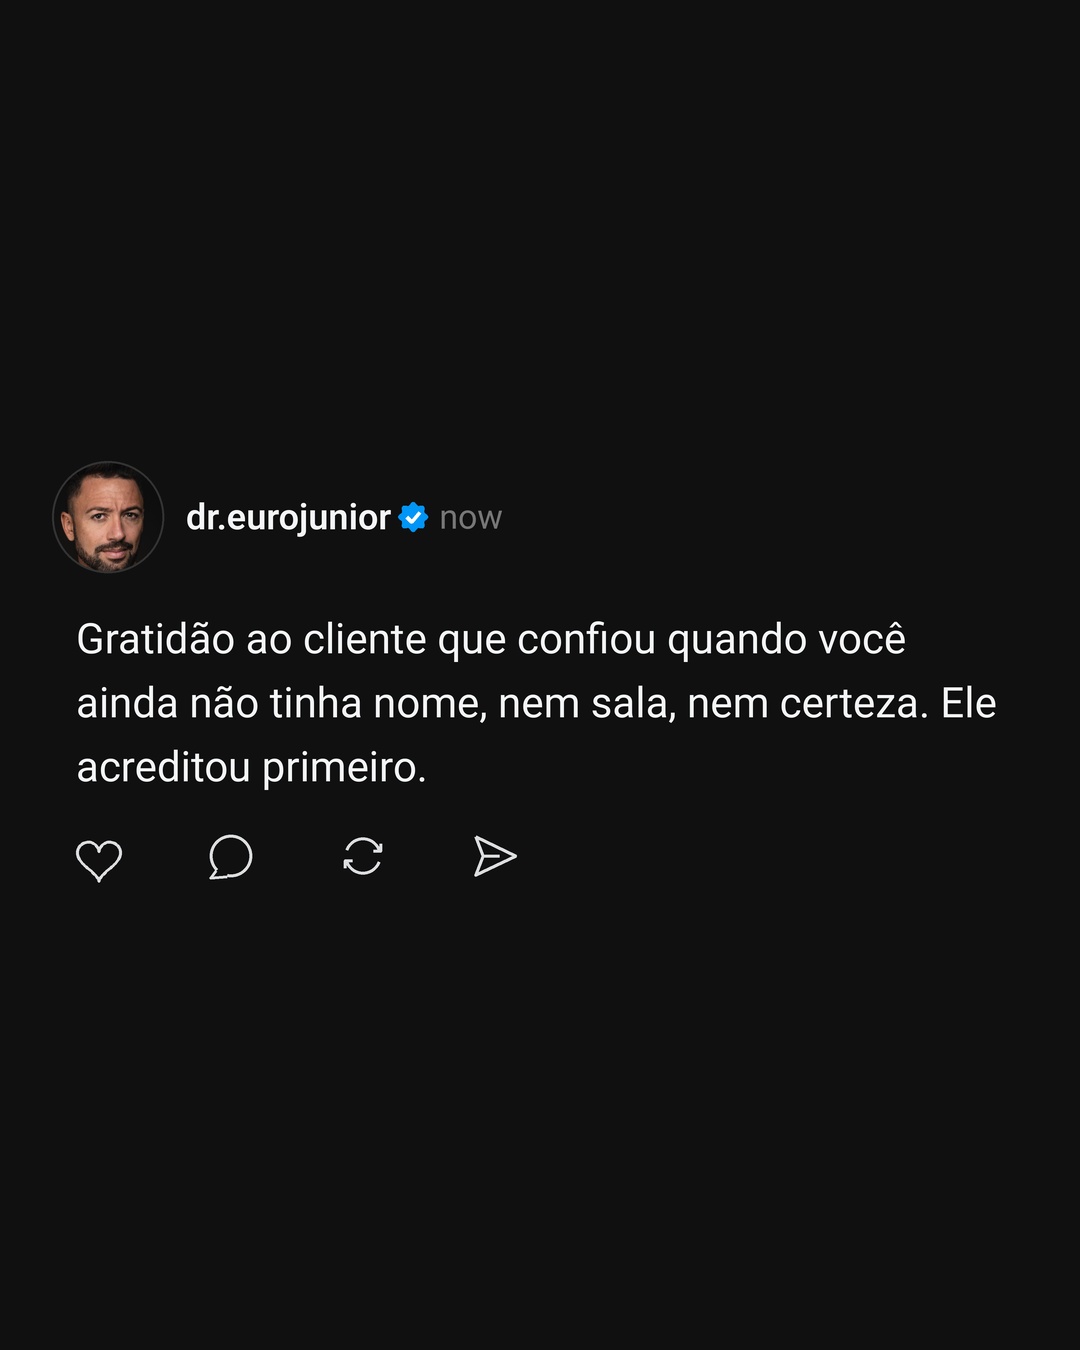 dr.eurojunior now
Gratidão ao cliente que confiou quando você
ainda não tinha nome, nem sala, nem certeza. Ele
acreditou primeiro.